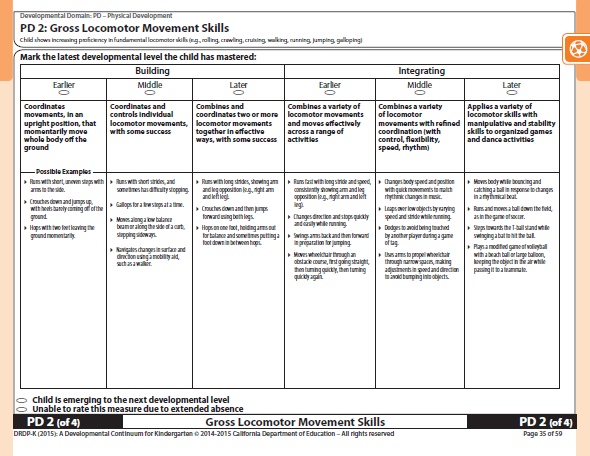 Developmental Domain: PD – Physical Development
PD 2: Gross Locomotor Movement Skills
Child shows increasing proficiency in fundamental locomotor skills (e.g., rolling, crawling, cruising, walking, running, jumping, galloping)
Mark the latest developmental level the child has mastered:
Building
Integrating
Earlier
Middle
Later
Earlier
Middle
Later
Coordinates
movements, in an
upright position, that
momentarily move
whole body off the
ground
Coordinates and
controls individual
locomotor movements,
with some success
Combines and
coordinates two or more
locomotor movements
together in effective
ways, with some success
Combines a variety of
locomotor movements
and moves effectively
across a range of
activities
Combines a variety
of locomotor
movements with refined
coordination (with
control, flexibility,
speed, rhythm)
Applies a variety of
locomotor skills with
manipulative and stability
skills to organized games
and dance activities
Possible Examples
Runs with short, uneven steps with
arms to the side.
Crouches down and jumps up,
with heels barely coming off of the
ground.
Hops with two feet leaving the
ground momentarily.
Runs with short strides, and
sometimes has difficulty stopping.
Gallops for a few steps at a time.
Moves along a low balance
beam or along the side of a curb,
stepping sideways.
Navigates changes in surface and
direction using a mobility aid,
such as a walker.
Runs with long strides, showing arm
and leg opposition (e.g., right arm
and left leg).
Crouches down and then jumps
forward using both legs.
Hops on one foot, holding arms out
for balance and sometimes putting a
foot down in between hops.
Runs fast with long stride and speed,
consistently showing arm and leg
opposition (e.g., right arm and left
leg).
Changes direction and stops quickly
and easily while running.
Swings arms back and then forward
in preparation for jumping.
Moves wheelchair through an
obstacle course, first going straight,
then turning quickly, then turning
quickly again.
Changes body speed and position
with quick movements to match
rhythmic changes in music.
Leaps over low objects by varying
speed and stride while running.
Dodges to avoid being touched
by another player during a game
of tag.
Uses arms to propel wheelchair
through narrow spaces, making
adjustments in speed and direction
to avoid bumping into objects.
Moves body while bouncing and
catching a ball in response to changes
in a rhythmical beat.
Runs and moves a ball down the field,
as in the game of soccer.
Steps towards the T-ball stand while
swinging a bat to hit the ball.
Plays a modified game of volleyball
with a beach ball or large balloon,
keeping the object in the air while
passing it to a teammate.
Child is emerging to the next developmental level
Unable to rate this measure due to extended absence
PD 2 (of 4)
Gross Locomotor Movement Skills
PD 2 (of 4)
DRDP-K (2015): A Developmental Continuum for Kindergarten © 2014-2015 California Department of Education – All rights reserved
Page 35 of 59